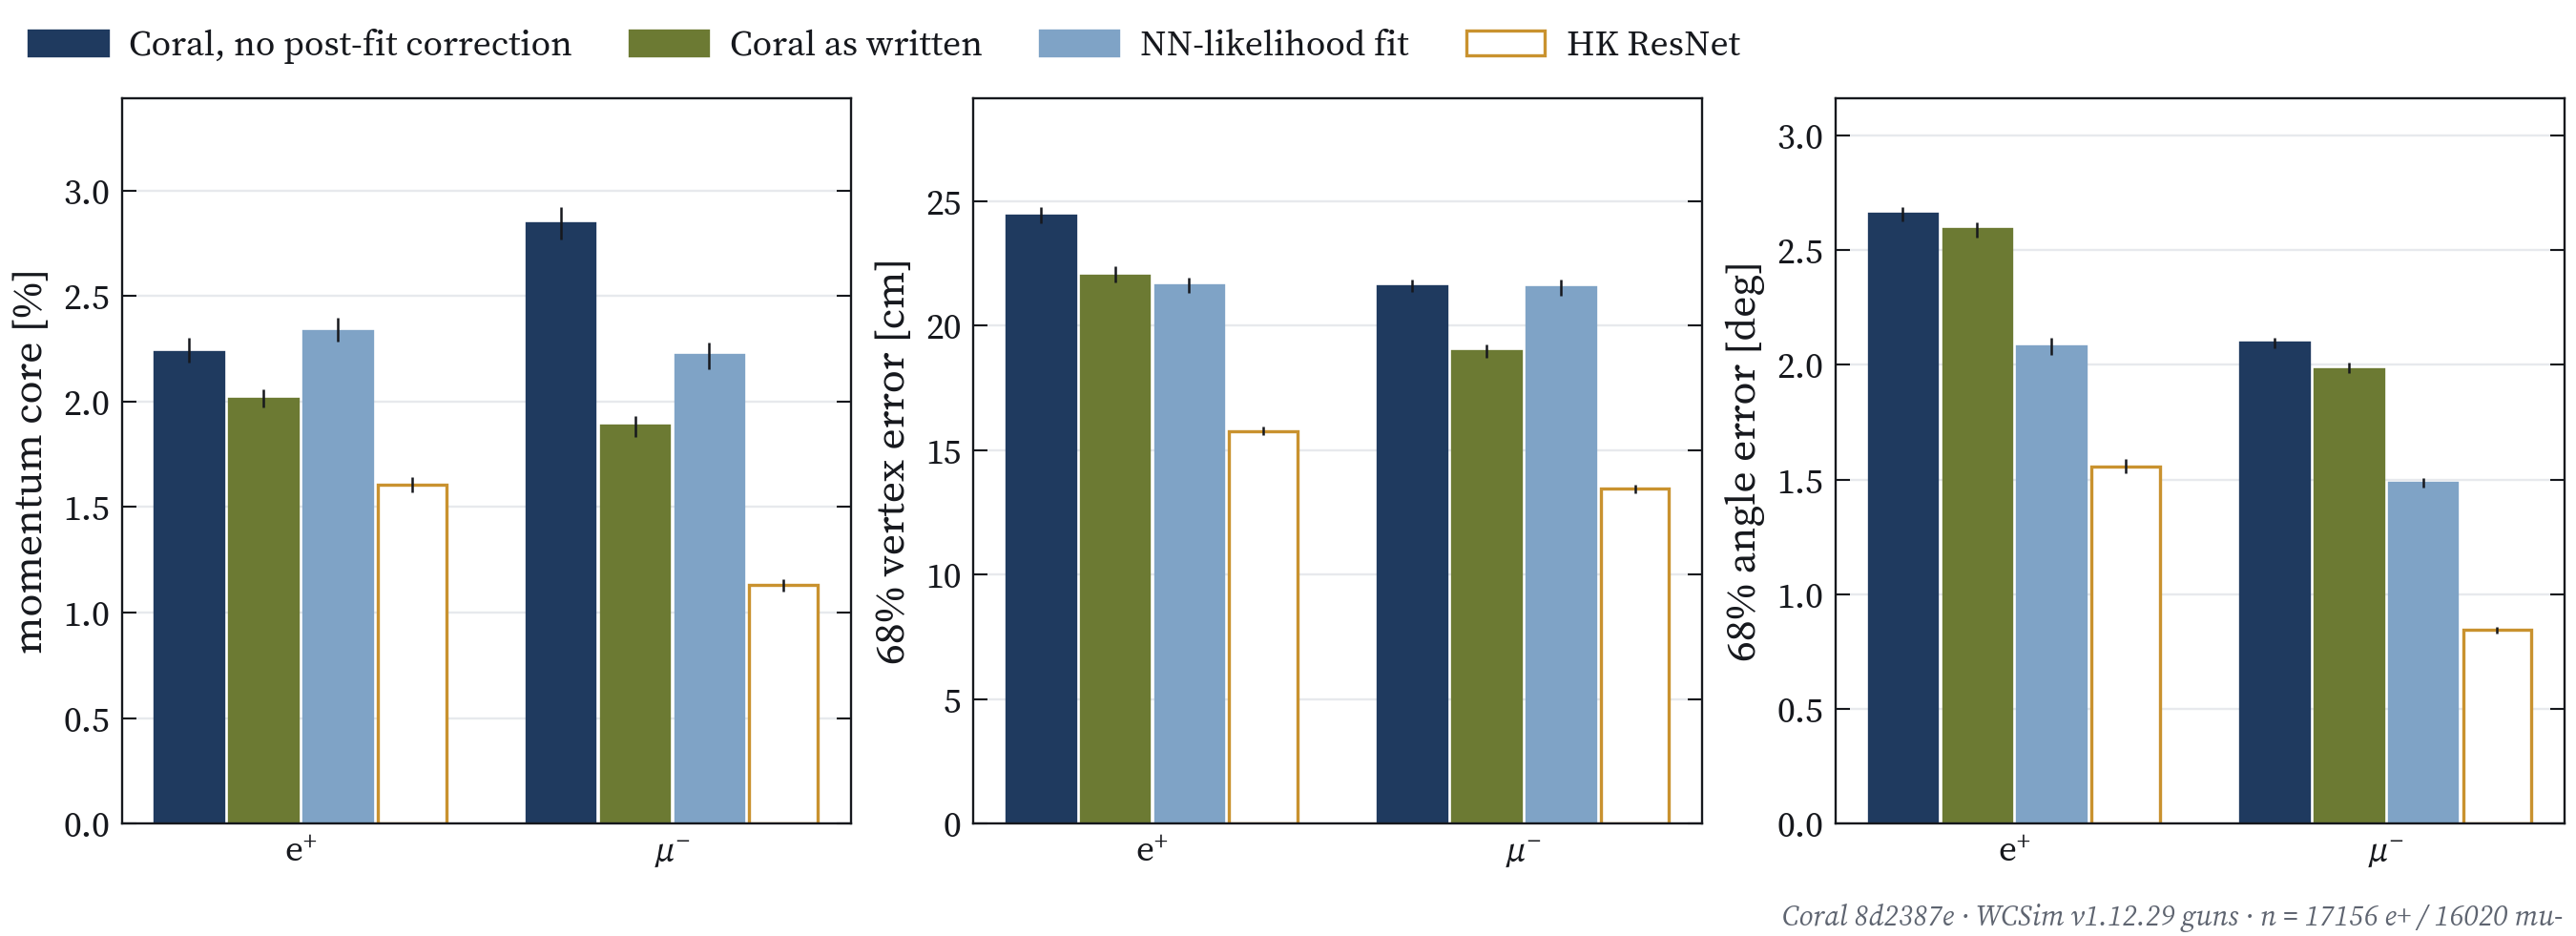 Coral, no post-fit correction Coral as written NN-likelihood fit HK ResNet
momentum core [%]
3.0
2.5
2.0
1.5
1.0
0.5
0.0
e⁺ μ⁻
68% vertex error [cm]
25
20
15
10
5
0
e⁺ μ⁻
68% angle error [deg]
3.0
2.5
2.0
1.5
1.0
0.5
0.0
e⁺ μ⁻
Coral 8d2387e · WCSim v1.12.29 guns · n = 17156 e+ / 16020 mu-